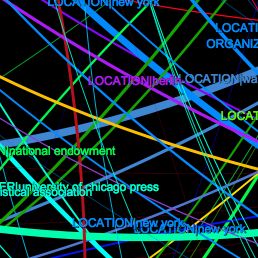 LOCATION|new york
LOCATI
ORGANIZ
LOCATION|berlin
LOCATION|wa
LOCAT
|national endowment
ER|university of chicago press
istical association
LOCATION|new york
LOCATION|new york